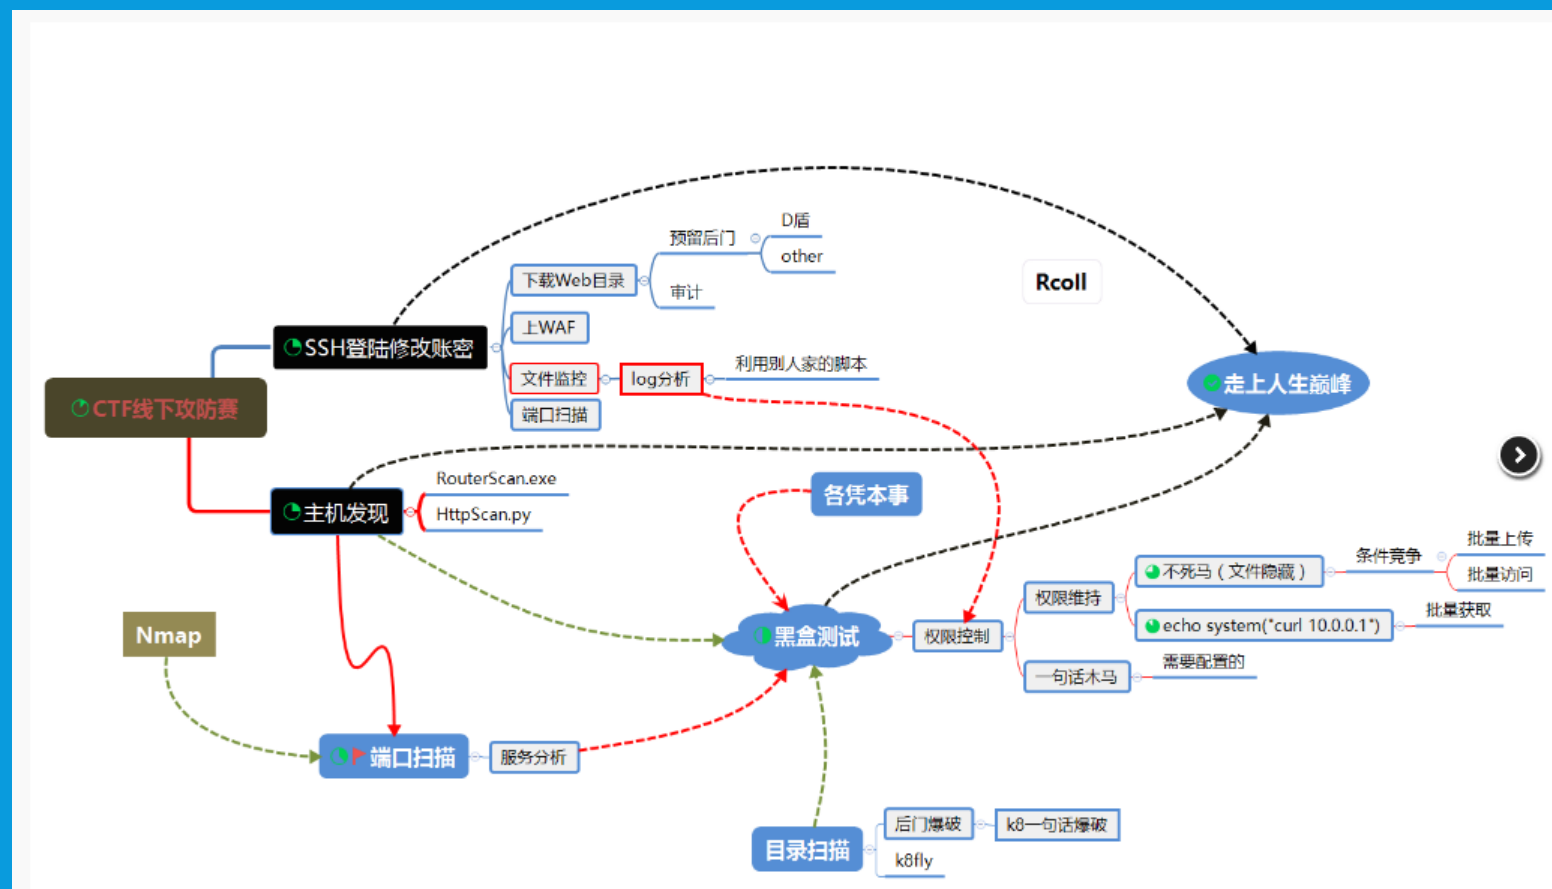 D盾
预留后门
other
下载Web目录
审计
Rcoll
上WAF
SSH登陆修改账密
利用别人家的脚本
文件监控
log分析
走上人生巅峰
CTF线下攻防赛
端口扫描
RouterScan.exe
各凭本事
主机发现
HttpScan.py
批量上传
条件竞争
不死马（文件隐藏）
批量访问
权限维持
批量获取
echo system("curl 10.0.0.1")
Nmap
黑盒测试
权限控制
需要配置的
一句话木马
端口扫描
服务分析
后门爆破
k8一句话爆破
目录扫描
k8fly